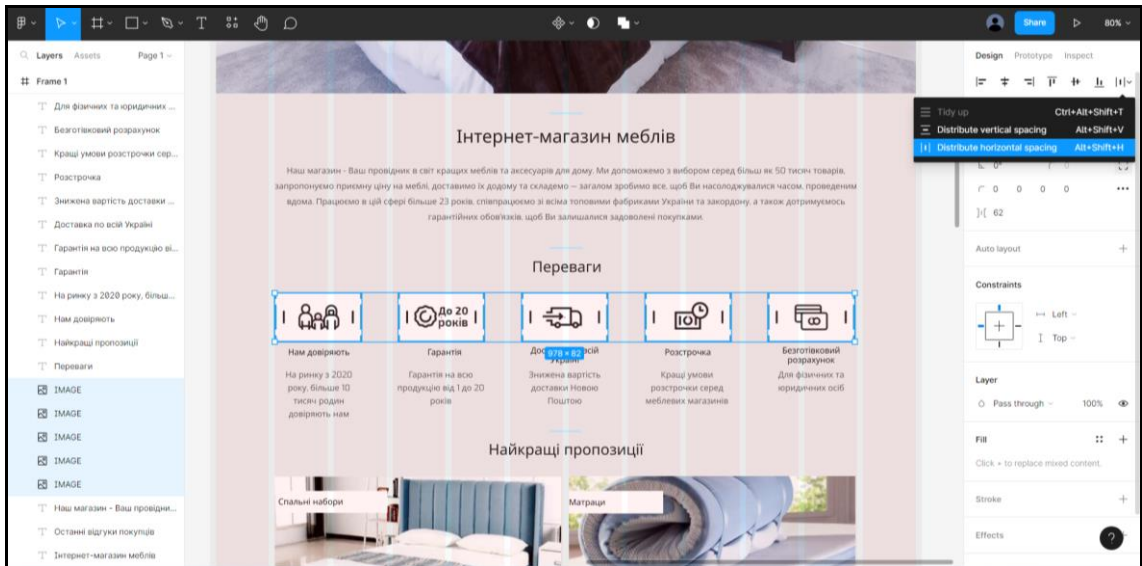 Share
80%
Layers Assets Page 1
Frame 1
Для фізичних та юридичних ...
Безготівковий розрахунок
Кращі умови розстрочки сер...
Розстрочка
Знижена вартість доставки ...
Доставка по всій Україні
Гарантія на всю продукцію ві...
Гарантія
На ринку з 2020 року, більш...
Нам довіряють
Найкращі пропозиції
Переваги
IMAGE
IMAGE
IMAGE
IMAGE
IMAGE
Наш магазин - Ваш провідни...
Останні відгуки покупців
Інтернет-магазин меблів
Інтернет-магазин меблів
Наш магазин - Ваш провідник в світ кращих меблів та аксесуарів для дому. Ми допоможемо з вибором серед більш як 50 тисяч товарів,
запропонуємо приємну ціну на меблі, доставимо їх додому та складемо – загалом зробимо все, щоб Ви насолоджувалися часом, проведеним
вдома. Працюємо в цій сфері більше 23 років, співпрацюємо зі всіма топовими фабриками України та закордону, а також дотримуємось
гарантійних обов'язків, щоб Ви залишалися задоволені покупками.
Переваги
До 20
років
Нам довіряють
На ринку з 2020
року, більше 10
тисяч родин
довіряють нам
Гарантія
Гарантія на всю
продукцію від 1 до 20
років
978 × 82
Знижена вартість
доставки Новою
Поштою
Розстрочка
Кращі умови
розстрочки серед
меблевих магазинів
Безготівковий
розрахунок
Для фізичних та
юридичних осіб
Найкращі пропозиції
Спальні набори
Матраци
Design Prototype Inspect
Tidy up Ctrl+Alt+Shift+T
Distribute vertical spacing Alt+Shift+V
Distribute horizontal spacing Alt+Shift+H
0 0 0 0
62
Auto layout
Constraints
Left
Top
Layer
Pass through 100%
Fill
Click + to replace mixed content.
Stroke
Effects